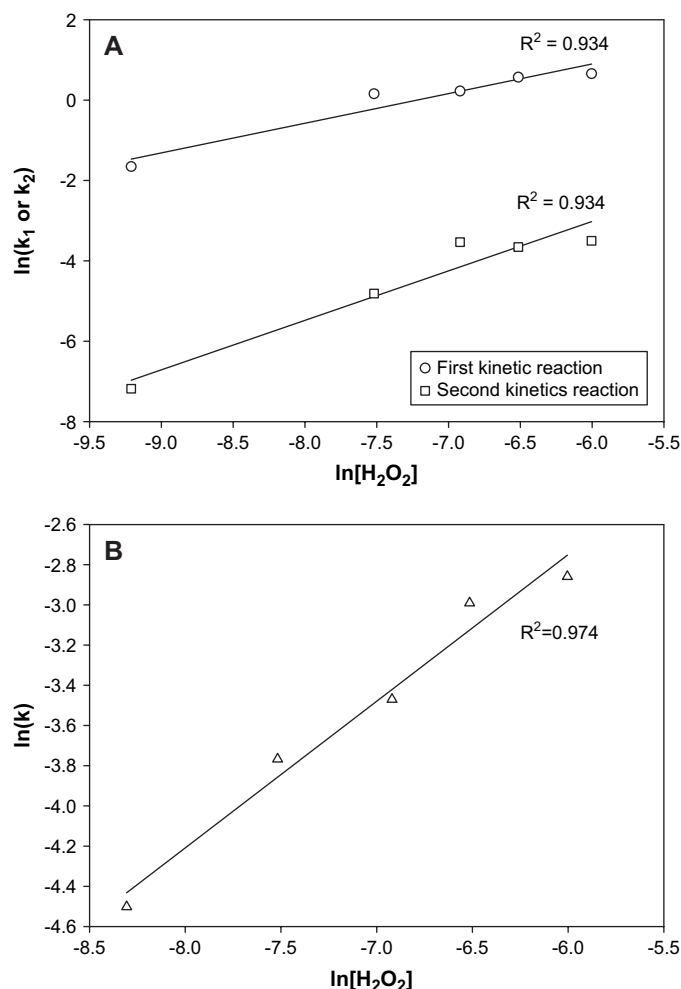 A
R² = 0.934
R² = 0.934
ln(k₁ or k₂)
2
0
-2
-4
-6
-8
First kinetic reaction
Second kinetics reaction
-9.5 -9.0 -8.5 -8.0 -7.5 -7.0 -6.5 -6.0 -5.5
ln[H₂O₂]
B
R²=0.974
ln(k)
-2.6
-2.8
-3.0
-3.2
-3.4
-3.6
-3.8
-4.0
-4.2
-4.4
-4.6
-8.5 -8.0 -7.5 -7.0 -6.5 -6.0 -5.5
ln[H₂O₂]